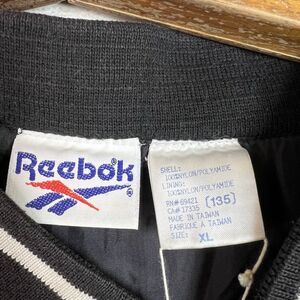 Reebok®
SHELL:
100%NYLON/POLYAMIDE
LINING:
100%NYLON/POLYAMIDE
RN# 69421 [135]
CA# 17335
MADE IN TAIWAN
FABRIQUE A TAIWAN
SIZE: XL